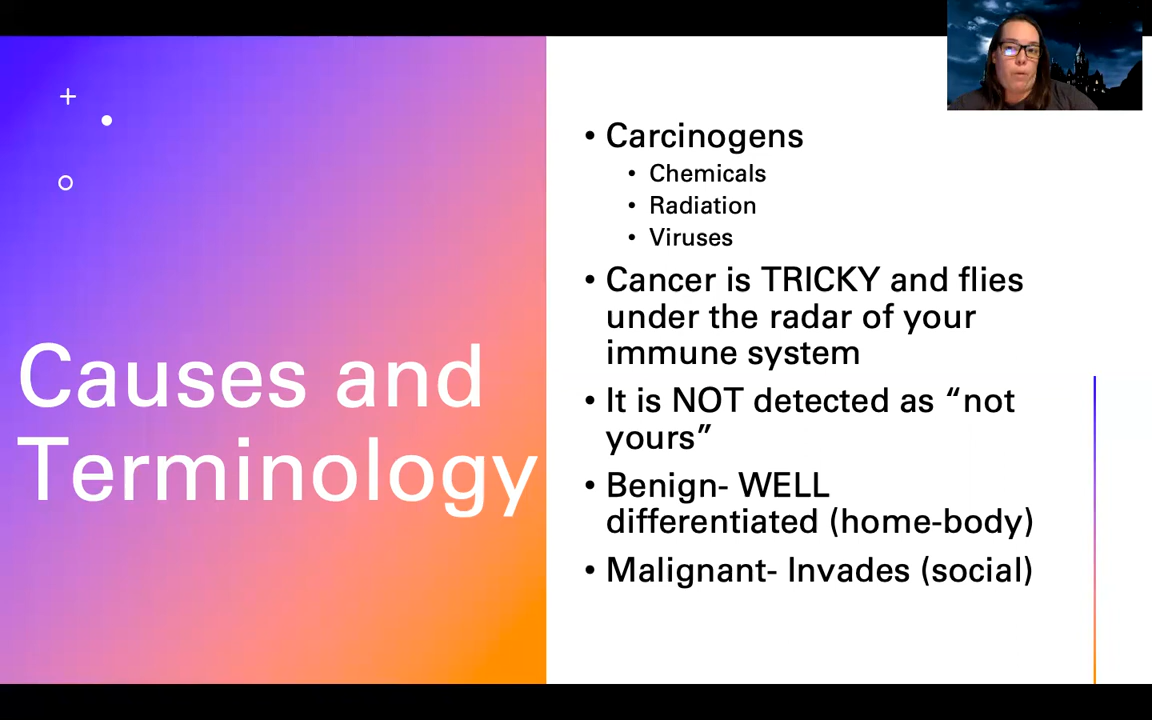 Causes and
Terminology
• Carcinogens
• Chemicals
• Radiation
• Viruses
• Cancer is TRICKY and flies
under the radar of your
immune system
• It is NOT detected as “not
yours”
• Benign- WELL
differentiated (home-body)
• Malignant- Invades (social)